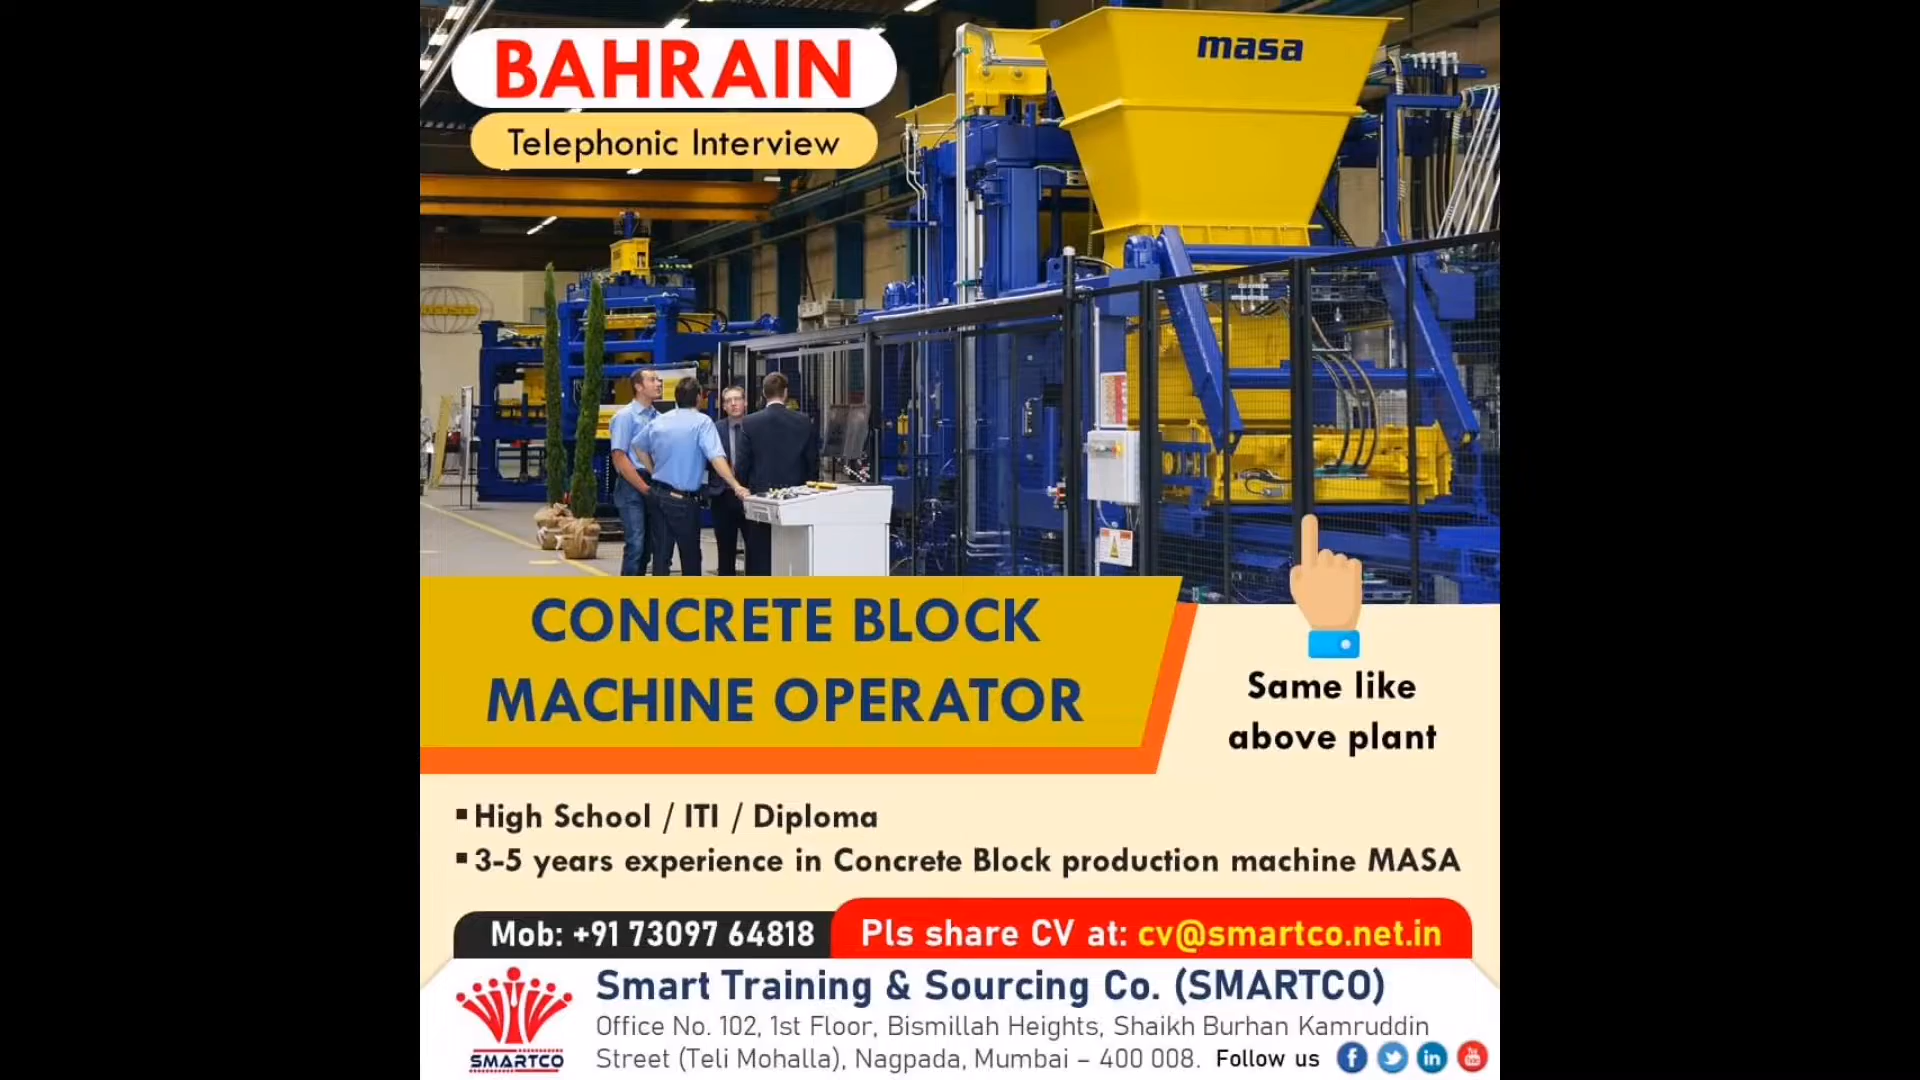 masa
BAHRAIN
Telephonic Interview
CONCRETE BLOCK
MACHINE OPERATOR
Same like
above plant
▪ High School / ITI / Diploma
▪ 3-5 years experience in Concrete Block production machine MASA
Mob: +91 73097 64818
Pls share CV at: cv@smartco.net.in
SMARTCO
Smart Training & Sourcing Co. (SMARTCO)
Office No. 102, 1st Floor, Bismillah Heights, Shaikh Burhan Kamruddin
Street (Teli Mohalla), Nagpada, Mumbai – 400 008. Follow us